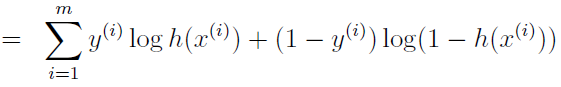 = \sum_{i=1}^{m} y^{(i)} \log h(x^{(i)}) + (1 - y^{(i)}) \log(1 - h(x^{(i)}))